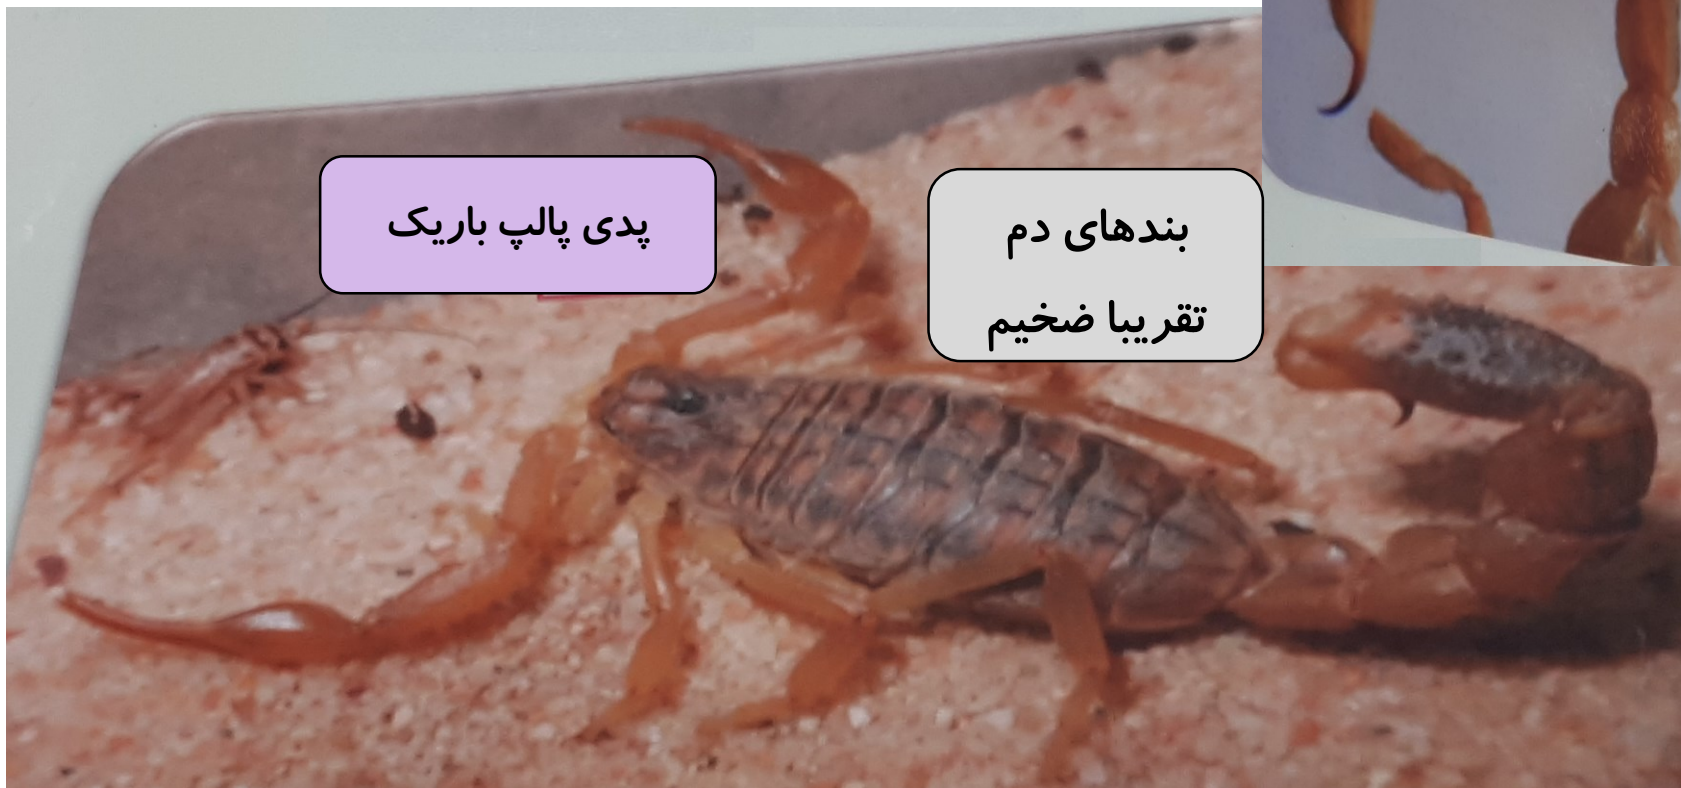 پدی پالپ باریک
بندهای دم
تقریبا ضخیم